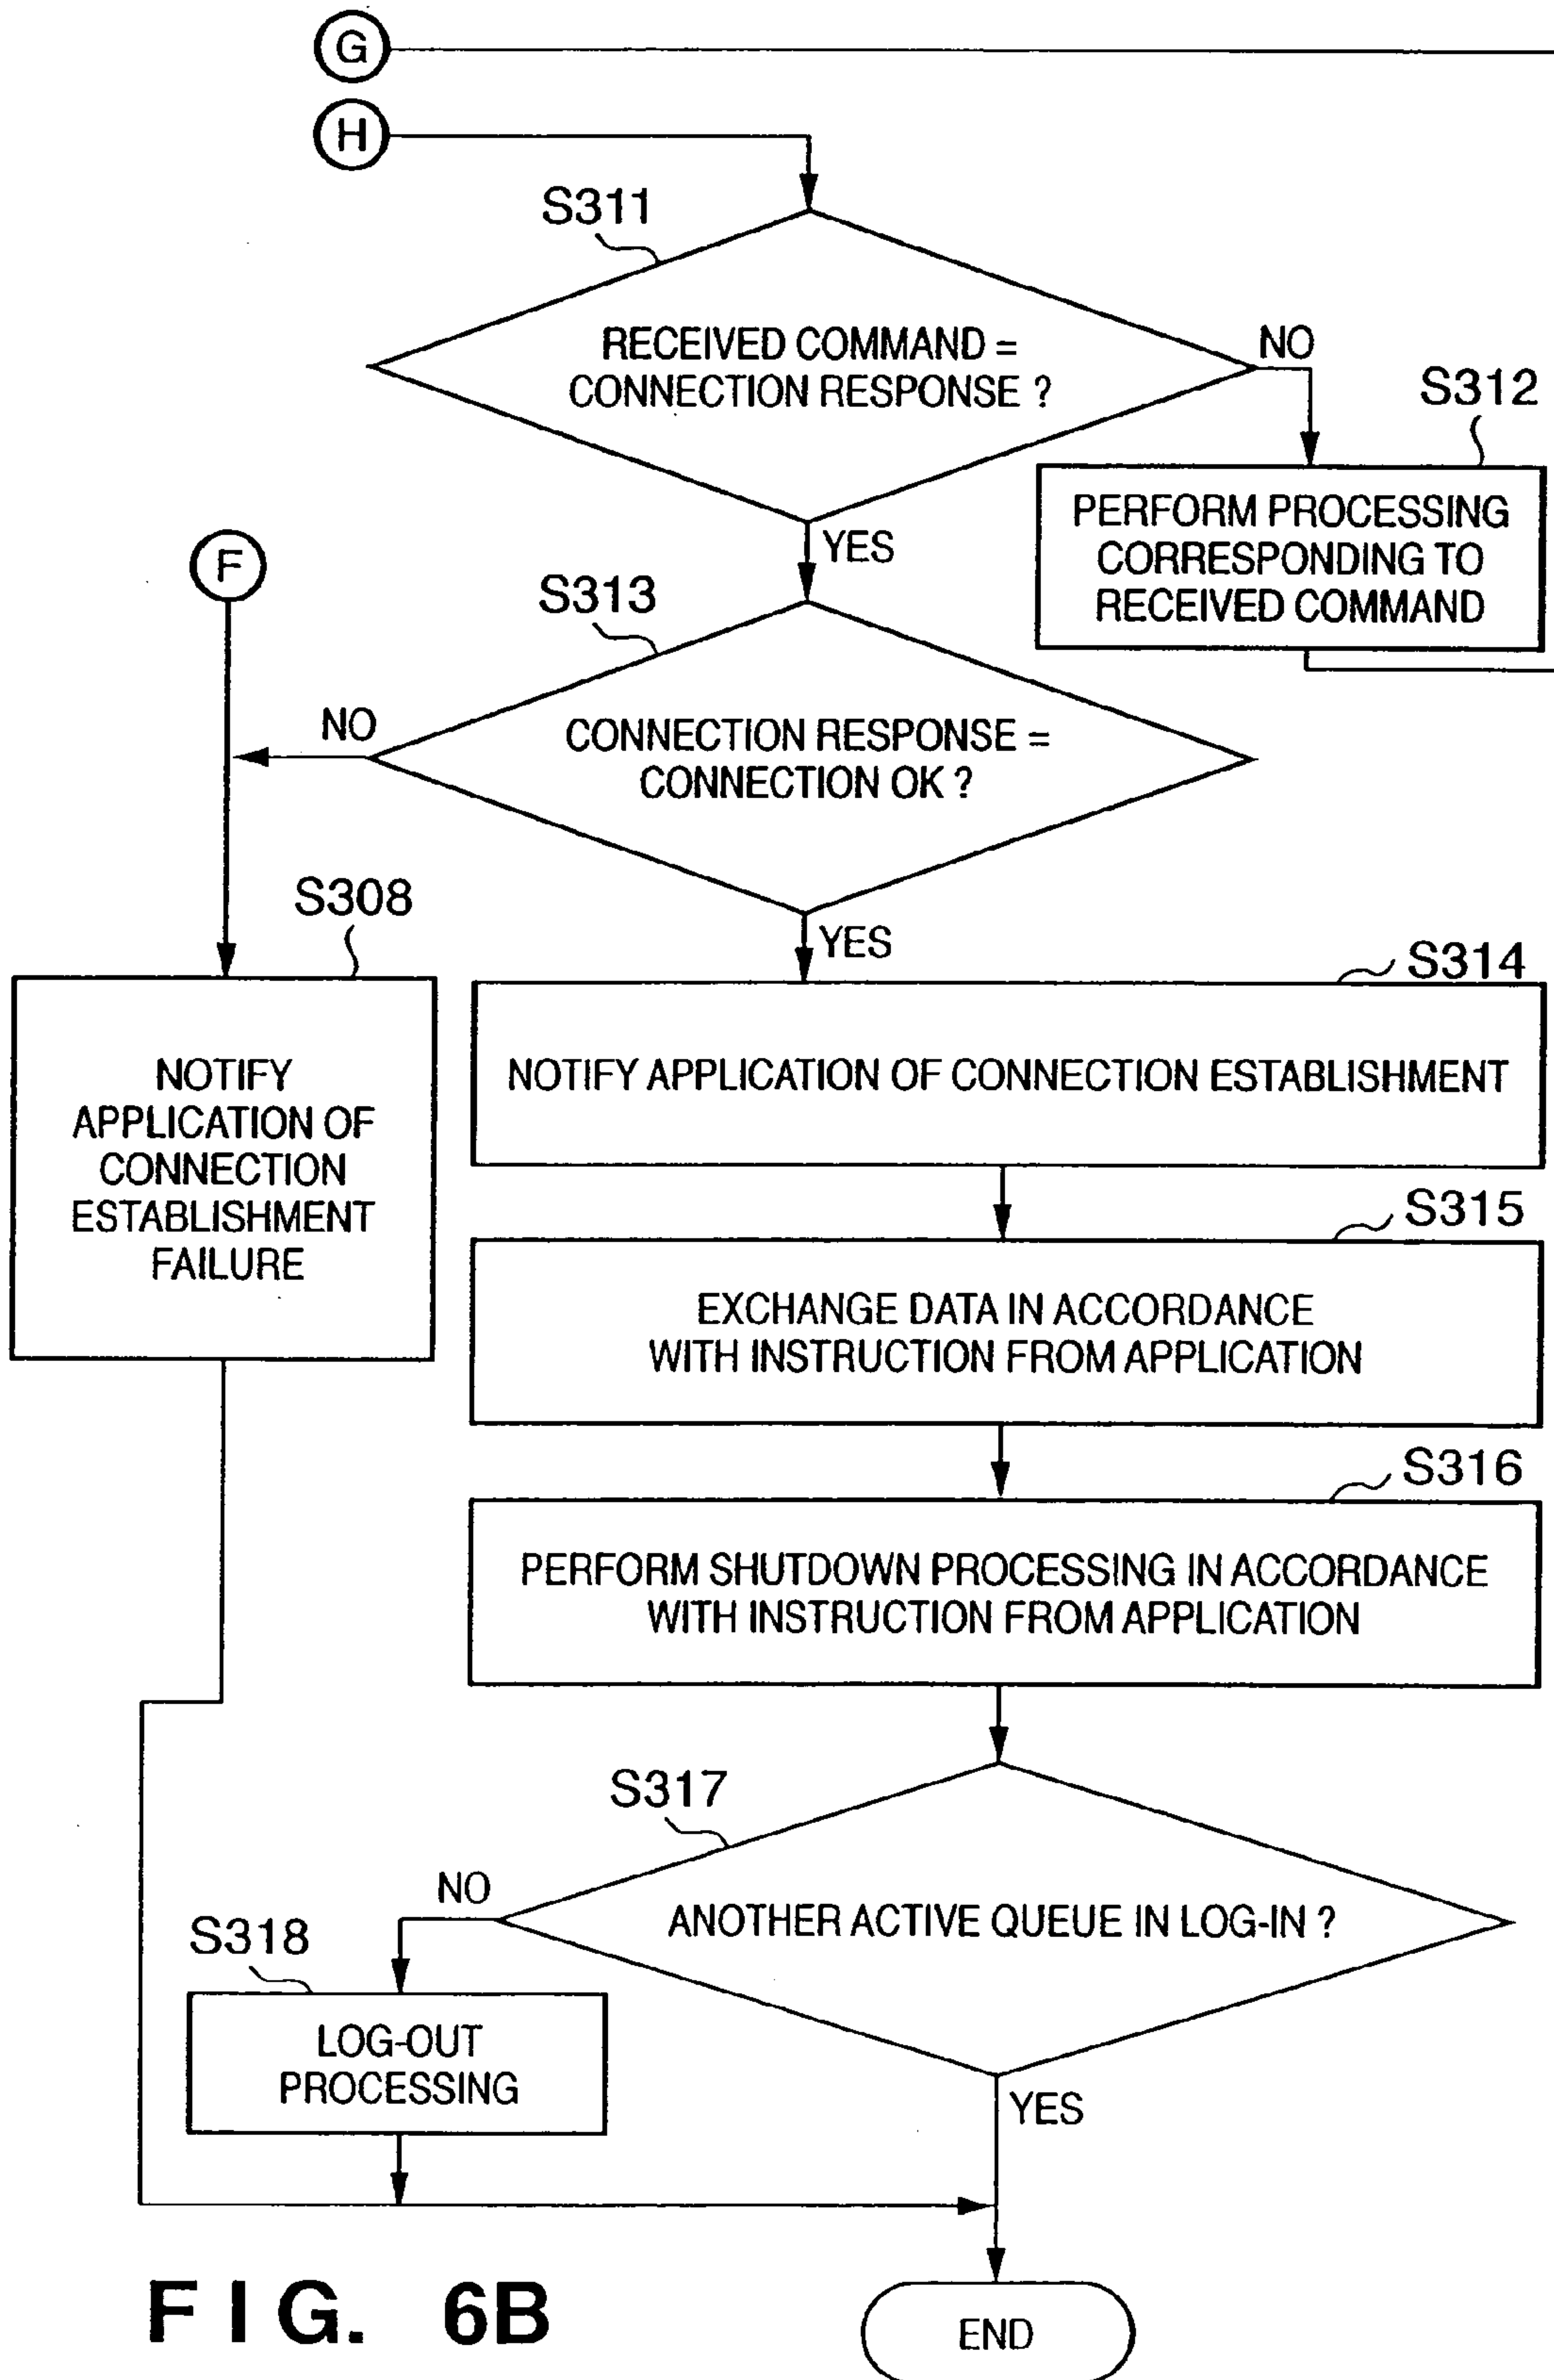 G
H
S311
RECEIVED COMMAND =
CONNECTION RESPONSE ?
NO
S312
PERFORM PROCESSING
CORRESPONDING TO
RECEIVED COMMAND
YES
F
S313
NO
CONNECTION RESPONSE =
CONNECTION OK ?
S308
YES
NOTIFY
APPLICATION OF
CONNECTION
ESTABLISHMENT
FAILURE
S314
NOTIFY APPLICATION OF CONNECTION ESTABLISHMENT
S315
EXCHANGE DATA IN ACCORDANCE
WITH INSTRUCTION FROM APPLICATION
S316
PERFORM SHUTDOWN PROCESSING IN ACCORDANCE
WITH INSTRUCTION FROM APPLICATION
S317
NO
ANOTHER ACTIVE QUEUE IN LOG-IN ?
S318
LOG-OUT
PROCESSING
YES
END
FIG. 6B